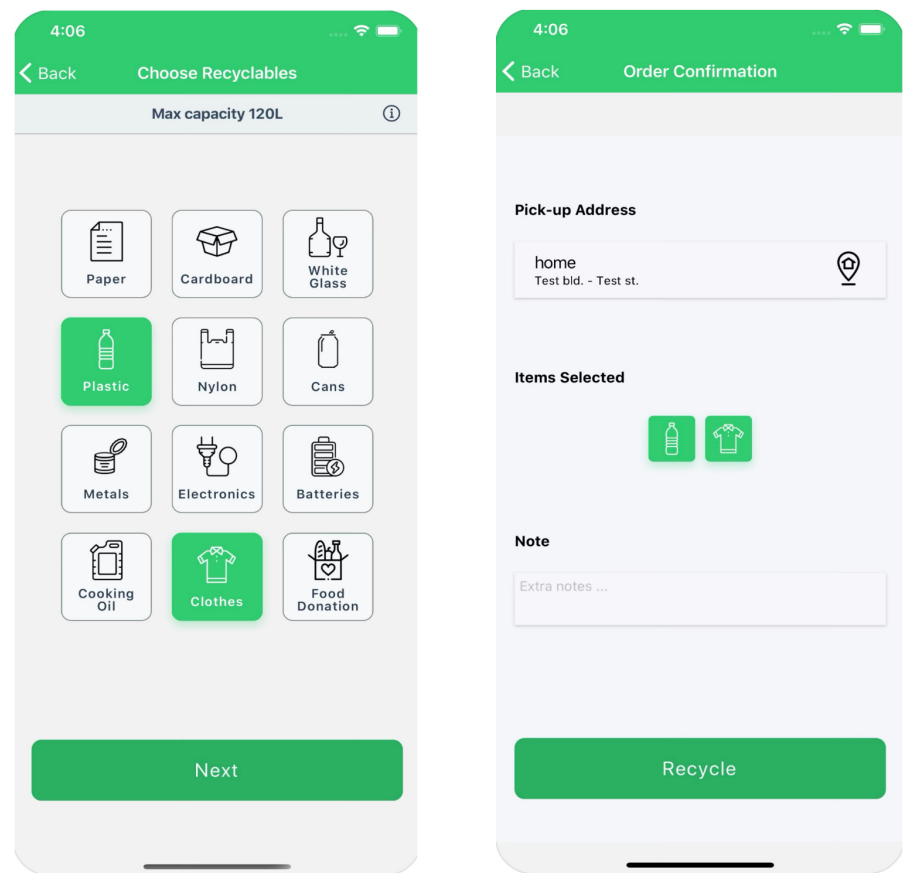 4:06
Back
Choose Recyclables
Max capacity 120L
Paper
Cardboard
White
Glass
Plastic
Nylon
Cans
Metals
Electronics
Batteries
Cooking
Oil
Clothes
Food
Donation
Next
4:06
Back
Order Confirmation
Pick-up Address
home
Test bld. - Test st.
Items Selected
Note
Extra notes ...
Recycle